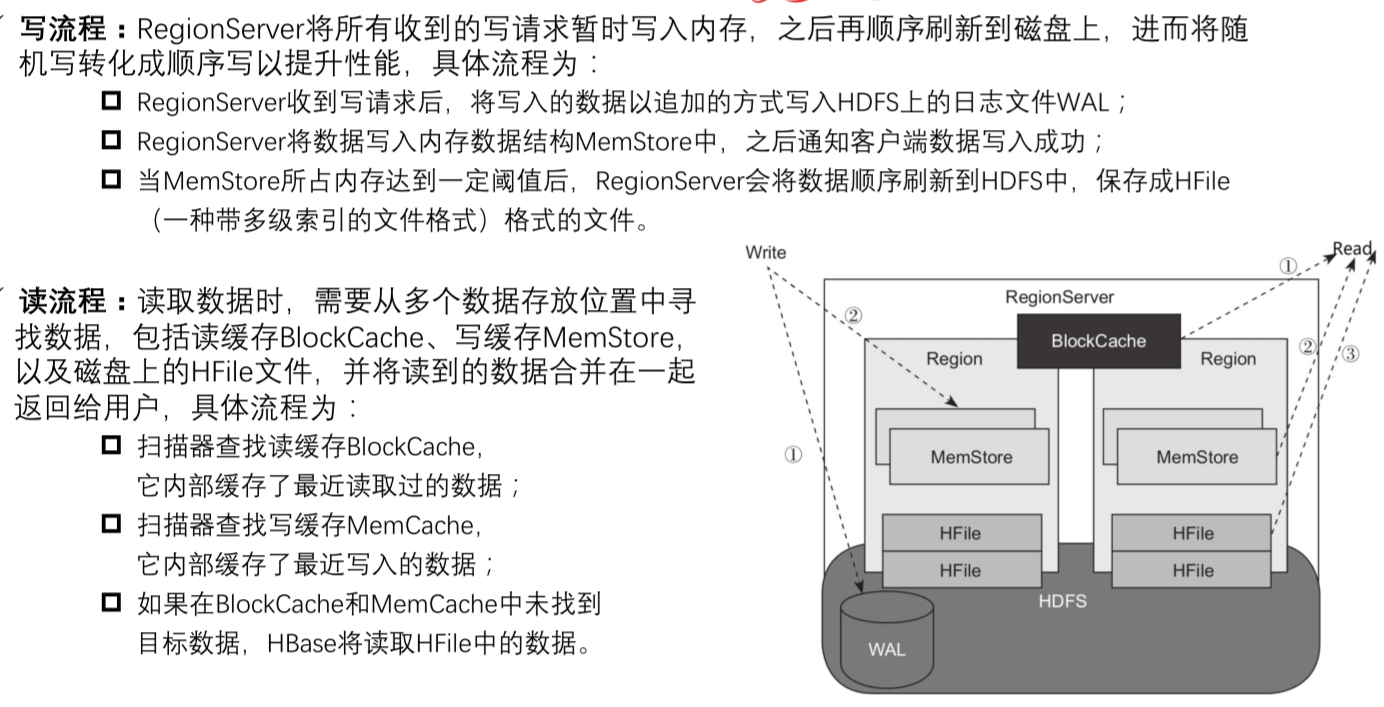 写流程：RegionServer将所有收到的写请求暂时写入内存，之后再顺序刷新到磁盘上，进而将随
机写转化成顺序写以提升性能，具体流程为：
RegionServer收到写请求后，将写入的数据以追加的方式写入HDFS上的日志文件WAL；
RegionServer将数据写入内存数据结构MemStore中，之后通知客户端数据写入成功；
当MemStore所占内存达到一定阈值后，RegionServer会将数据顺序刷新到HDFS中，保存成HFile
（一种带多级索引的文件格式）格式的文件。
读流程：读取数据时，需要从多个数据存放位置中寻
找数据，包括读缓存BlockCache、写缓存MemStore，
以及磁盘上的HFile文件，并将读到的数据合并在一起
返回给用户，具体流程为：
扫描器查找读缓存BlockCache，
它内部缓存了最近读取过的数据；
扫描器查找写缓存MemCache，
它内部缓存了最近写入的数据；
如果在BlockCache和MemCache中未找到
目标数据，HBase将读取HFile中的数据。
Write
Read
①
RegionServer
②
BlockCache
Region
Region
②
③
①
MemStore
MemStore
HFile
HFile
HFile
HFile
HDFS
WAL